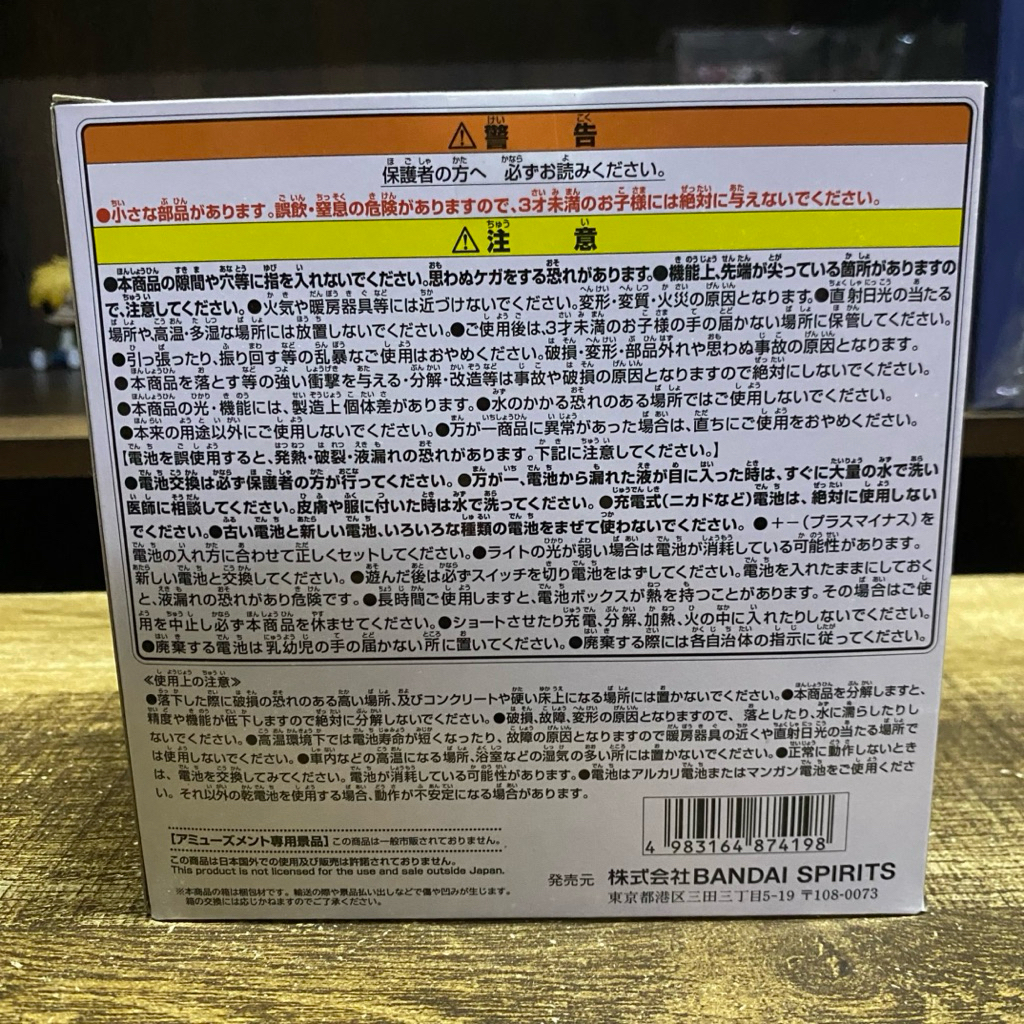 ⚠警告
保護者の方へ 必ずお読みください。
●小さな部品があります。誤飲・窒息の危険がありますので、3才未満のお子様には絶対に与えないでください。
⚠注意
●本商品の隙間や穴等に指を入れないでください。思わぬケガをする恐れがあります。●機能上、先端が尖っている箇所がありますの
で、注意してください。●火気や暖房器具等には近づけないでください。変形・変質・火災の原因となります。●直射日光の当たる
場所や、高温・多湿な場所には放置しないでください。●ご使用後は、3才未満のお子様の手の届かない場所に保管してください。
●引っ張ったり、振り回す等の乱暴なご使用はおやめください。破損・変形・部品外れや思わぬ事故の原因となります。
●本商品を落とす等の強い衝撃を与える・分解・改造等は事故や破損の原因となりますので絶対にしないでください。
●本商品の光・機能には、製造上個体差があります。●水のかかる恐れのある場所ではご使用しないでください。
●本来の用途以外にご使用しないでください。●万が一商品に異常があった場合は、直ちにご使用をおやめください。
【電池を誤使用すると、発熱・破裂・液漏れの恐れがあります。下記に注意してください。】
●電池交換は必ず保護者の方が行ってください。●万が一、電池から漏れた液が目に入った時は、すぐに大量の水で洗い
医師に相談してください。皮膚や服に付いた時は水で洗ってください。●充電式(ニカドなど)電池は、絶対に使用しない
でください。●古い電池と新しい電池、いろいろな種類の電池をまぜて使わないでください。●+-(プラスマイナス)を
電池の入れ方に合わせて正しくセットしてください。●ライトの光が弱い場合は電池が消耗している可能性があります。
新しい電池と交換してください。●遊んだ後は必ずスイッチを切り電池をはずしてください。電池を入れたままにしておく
と、液漏れの恐れがあり危険です。●長時間ご使用しますと、電池ボックスが熱を持つことがあります。その場合はご使
用を中止し必ず本商品を休ませてください。●ショートさせたり充電、分解、加熱、火の中に入れたりしないでください。
●廃棄する電池は乳幼児の手の届かない所に置いてください。●廃棄する際には各自治体の指示に従ってください。
≪使用上の注意≫
●落下した際に破損の恐れのある高い場所、及びコンクリートや硬い床上になる場所には置かないでください。●本商品を分解しますと、
精度や機能が低下しますので絶対に分解しないでください。●破損、故障、変形の原因となりますので、落としたり、水に濡らしたりし
ないでください。●高温環境下では電池寿命が短くなったり、故障の原因となりますので暖房器具の近くや直射日光の当たる場所で
は使用しないでください。●車内などの高温になる場所、浴室などの湿気の多い所には置かないでください。●正常に動作しないとき
は、電池を交換してみてください。電池が消耗している可能性があります。●電池はアルカリ電池またはマンガン電池をご使用くださ
い。それ以外の乾電池を使用する場合、動作が不安定になる場合があります。
【アミューズメント専用景品】この商品は一般市販されておりません。
この商品は日本国外での使用及び販売は許諾されておりません。
This product is not licensed for the use and sale outside Japan.
※本商品の箱は梱包材です。輸送の際や景品払い出しなどで傷や凹みが生じます。
箱の交換には応じかねますのでご了承ください。
4 983164 874198
発売元 株式会社BANDAI SPIRITS
東京都港区三田三丁目5-19 〒108-0073